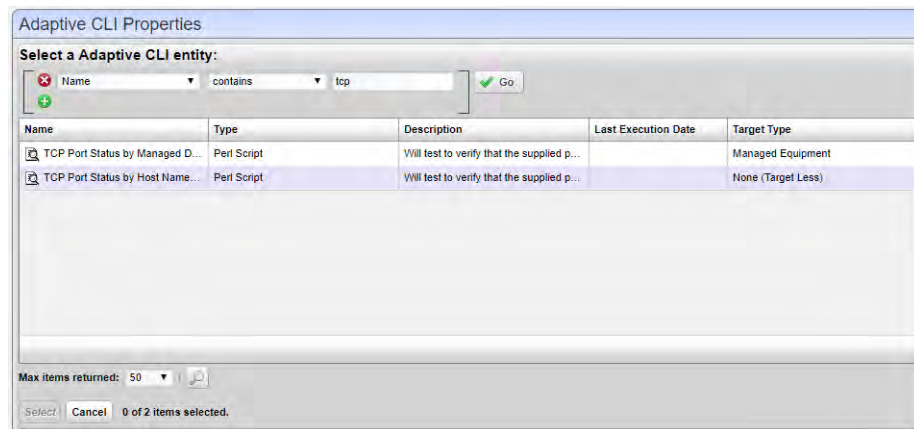 Adaptive CLI Properties
Select a Adaptive CLI entity:
Name contains tcp Go
Name Type Description Last Execution Date Target Type
TCP Port Status by Managed D... Perl Script Will test to verify that the supplied p... Managed Equipment
TCP Port Status by Host Name... Perl Script Will test to verify that the supplied p... None (Target Less)
Max items returned: 50
Select Cancel 0 of 2 items selected.